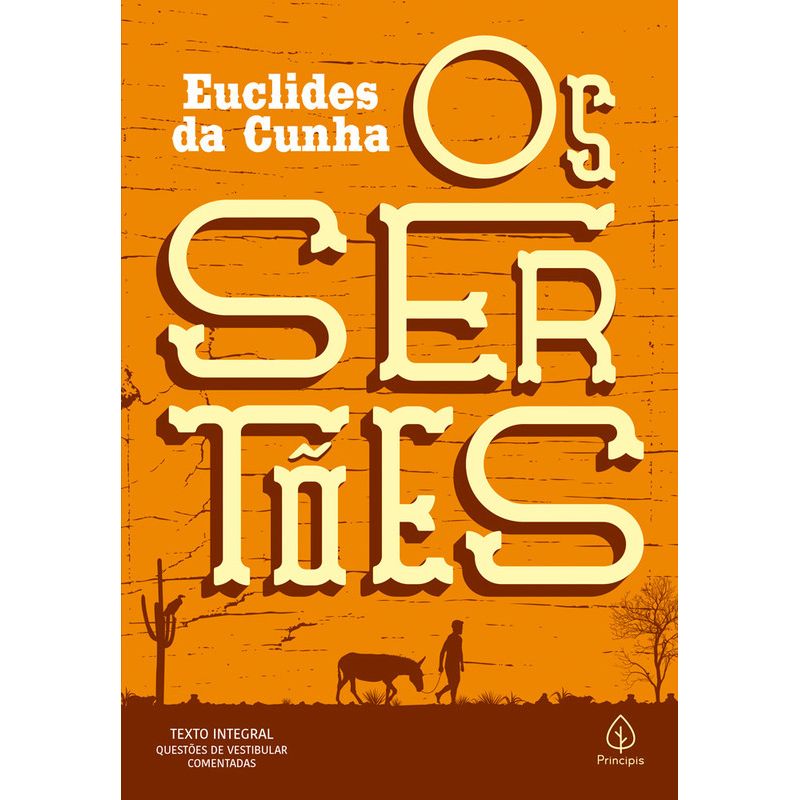 Euclides
da Cunha
Os
SER
TÕES
TEXTO INTEGRAL
QUESTÕES DE VESTIBULAR
COMENTADAS
Principis